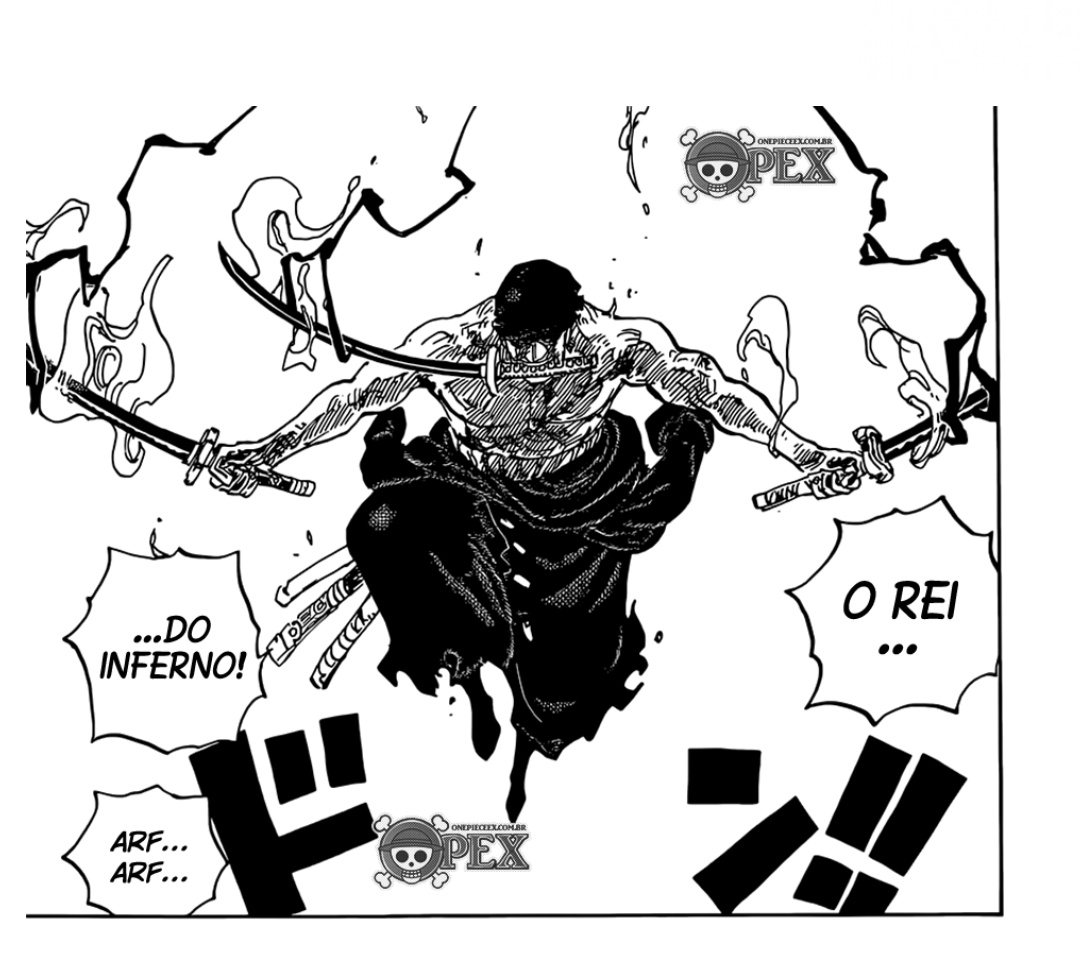 ONEPIECEEX.COM.BR
OPEX
O REI
...
...DO
INFERNO!
ARF...
ARF...
ONEPIECEEX.COM.BR
OPEX
ドン!!